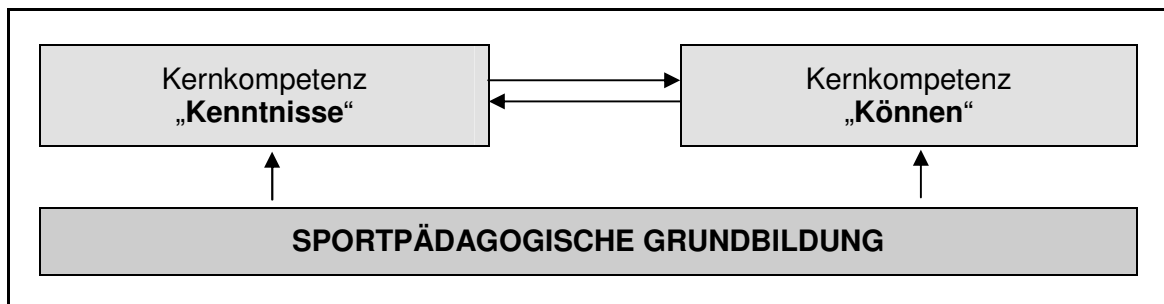 Kernkompetenz
„Kenntnisse“
Kernkompetenz
„Können“
SPORTPÄDAGOGISCHE GRUNDBILDUNG